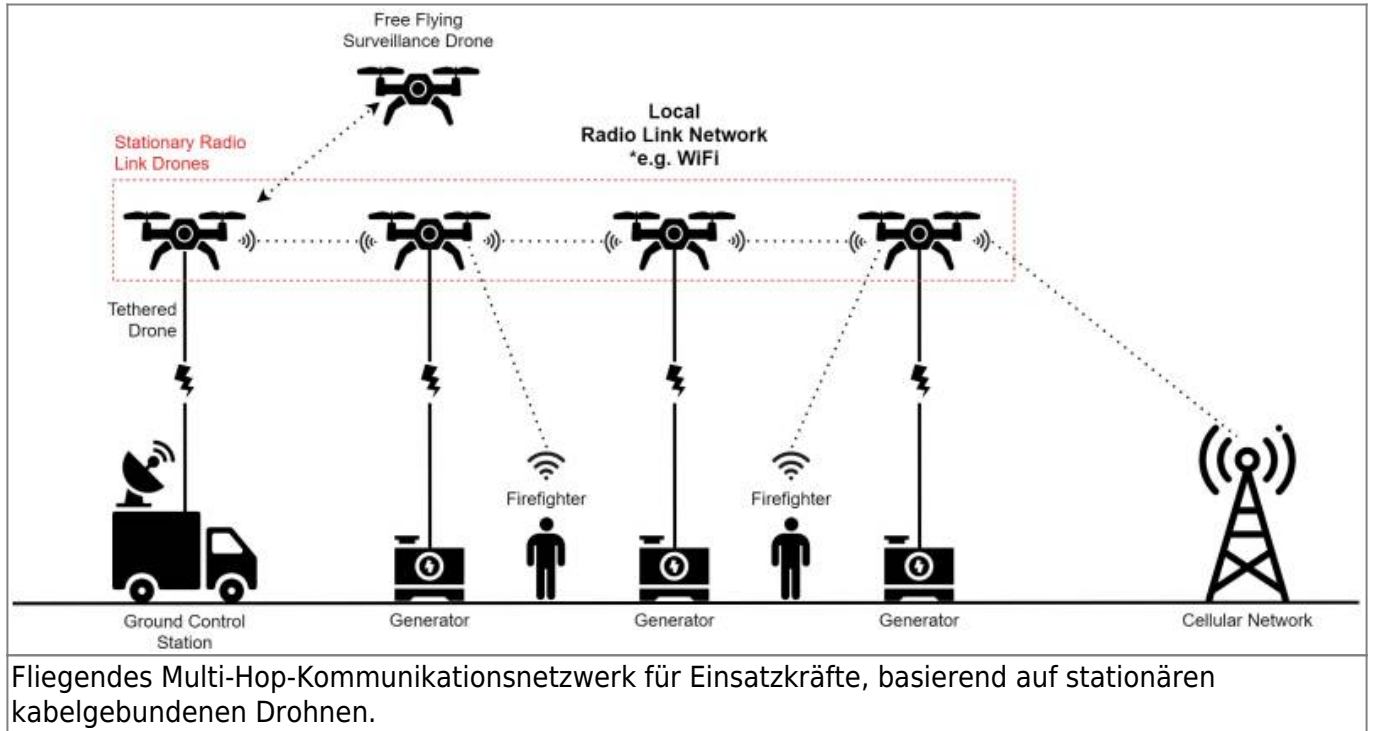 Free Flying
Surveillance Drone
Local
Radio Link Network
*e.g. WiFi
Stationary Radio
Link Drones
Tethered
Drone
Firefighter
Firefighter
Ground Control
Station
Generator
Generator
Generator
Cellular Network
Fliegendes Multi-Hop-Kommunikationsnetzwerk für Einsatzkräfte, basierend auf stationären
kabelgebundenen Drohnen.